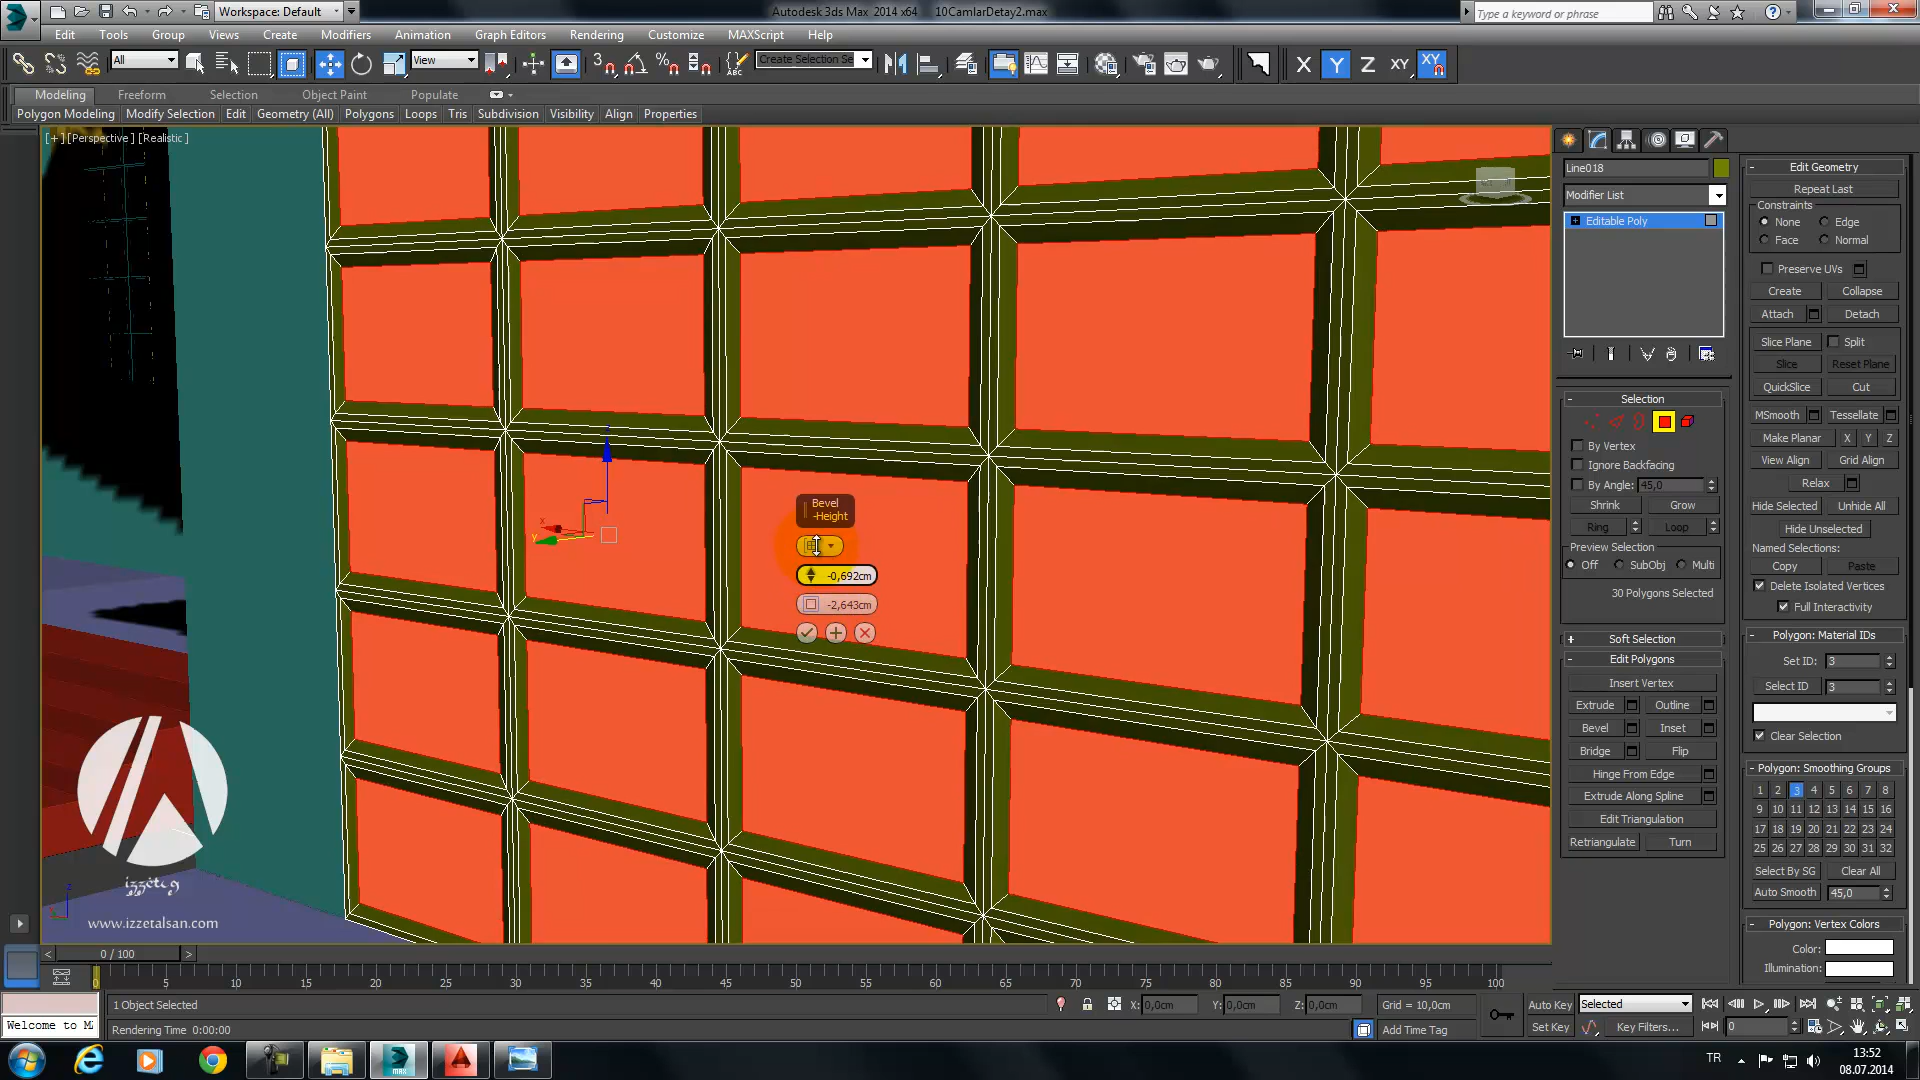 Workspace: Default
Autodesk 3ds Max  2014 x64    10CamlarDetay2.max
Type a keyword or phrase
Edit Tools Group Views Create Modifiers Animation Graph Editors Rendering Customize MAXScript Help
All View 3 Create Selection Se X Y Z XY XY
Modeling Freeform Selection Object Paint Populate
Polygon Modeling Modify Selection Edit Geometry (All) Polygons Loops Tris Subdivision Visibility Align Properties
[+] [Perspective] [Realistic]
Bevel
-Height
-0,692cm
-2,643cm
x
y
z
www.izzetalsan.com
Line018
Modifier List
Editable Poly
Selection
By Vertex
Ignore Backfacing
By Angle: 45,0
Shrink Grow
Ring Loop
Preview Selection
Off SubObj Multi
30 Polygons Selected
Soft Selection
Edit Polygons
Insert Vertex
Extrude Outline
Bevel Inset
Bridge Flip
Hinge From Edge
Extrude Along Spline
Edit Triangulation
Retriangulate Turn
Edit Geometry
Repeat Last
Constraints
None Edge
Face Normal
Preserve UVs
Create Collapse
Attach Detach
Slice Plane Split
Slice Reset Plane
QuickSlice Cut
MSmooth Tessellate
Make Planar X Y Z
View Align Grid Align
Relax
Hide Selected Unhide All
Hide Unselected
Named Selections:
Copy Paste
Delete Isolated Vertices
Full Interactivity
Polygon: Material IDs
Set ID: 3
Select ID 3
Clear Selection
Polygon: Smoothing Groups
1 2 3 4 5 6 7 8
9 10 11 12 13 14 15 16
17 18 19 20 21 22 23 24
25 26 27 28 29 30 31 32
Select By SG Clear All
Auto Smooth 45,0
Polygon: Vertex Colors
Color:
Illumination:
< 0 / 100 >
0 5 10 15 20 25 30 35 40 45 50 55 60 65 70 75 80 85 90 95 100
1 Object Selected X: 0,0cm Y: 0,0cm Z: 0,0cm Grid = 10,0cm Auto Key Selected
Welcome to M
Rendering Time  0:00:00 Add Time Tag Set Key Key Filters... 0
MAX
TR 13:52
08.07.2014